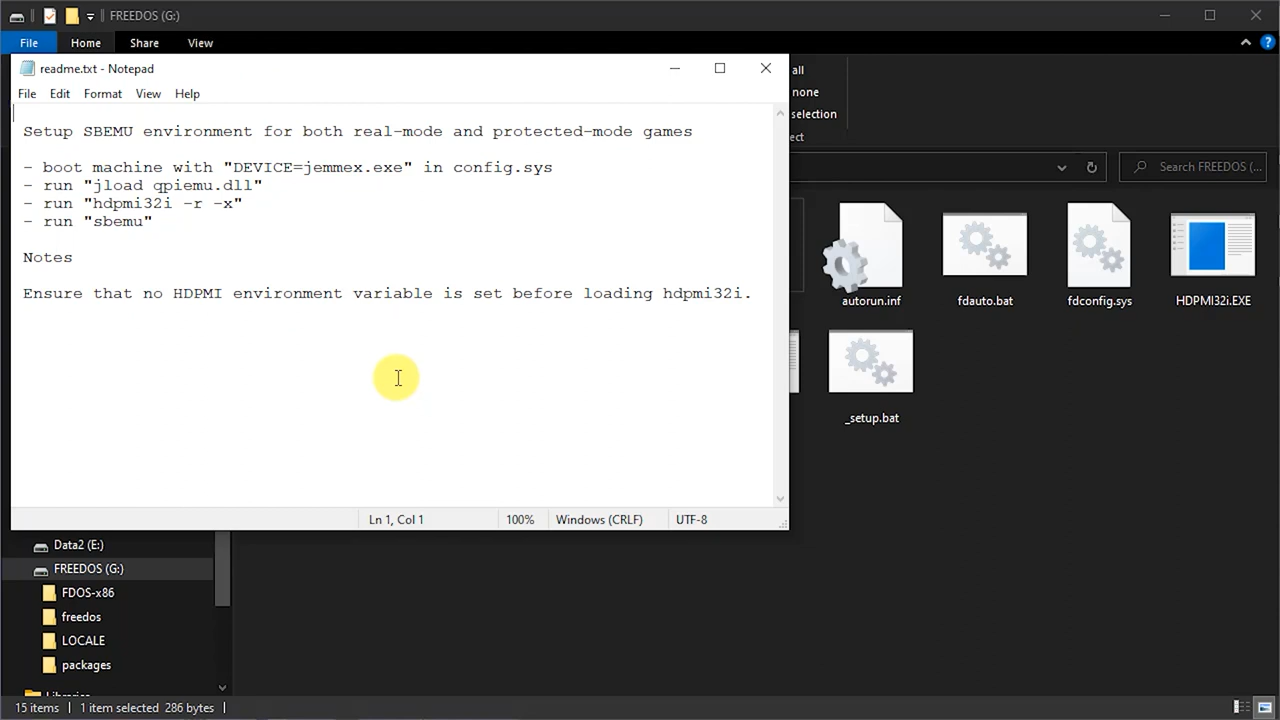 FREEDOS (G:)
File
Home
Share
View
readme.txt - Notepad
all
File
Edit
Format
View
Help
none
selection
ect
Setup SBEMU environment for both real-mode and protected-mode games
- boot machine with "DEVICE=jemmex.exe" in config.sys
- run "jload qpiemu.dll"
- run "hdpmi32i -r -x"
- run "sbemu"
Notes
Ensure that no HDPMI environment variable is set before loading hdpmi32i.
Search FREEDOS (...
autorun.inf
fdauto.bat
fdconfig.sys
HDPMI32i.EXE
_setup.bat
Ln 1, Col 1
100%
Windows (CRLF)
UTF-8
Data2 (E:)
FREEDOS (G:)
FDOS-x86
freedos
LOCALE
packages
Libraries
15 items
1 item selected 286 bytes